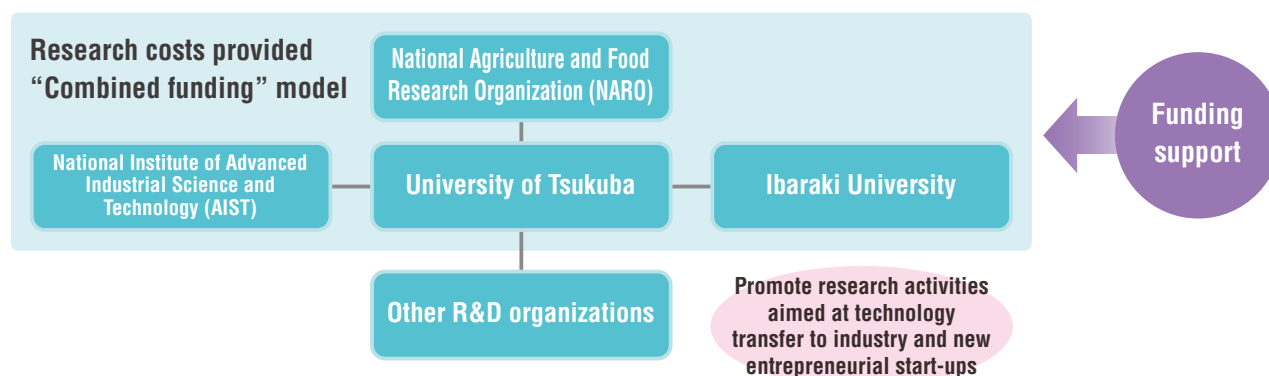 Research costs provided
“Combined funding” model
National Agriculture and Food
Research Organization (NARO)
National Institute of Advanced
Industrial Science and
Technology (AIST)
University of Tsukuba
Ibaraki University
Funding
support
Other R&D organizations
Promote research activities
aimed at technology
transfer to industry and new
entrepreneurial start-ups